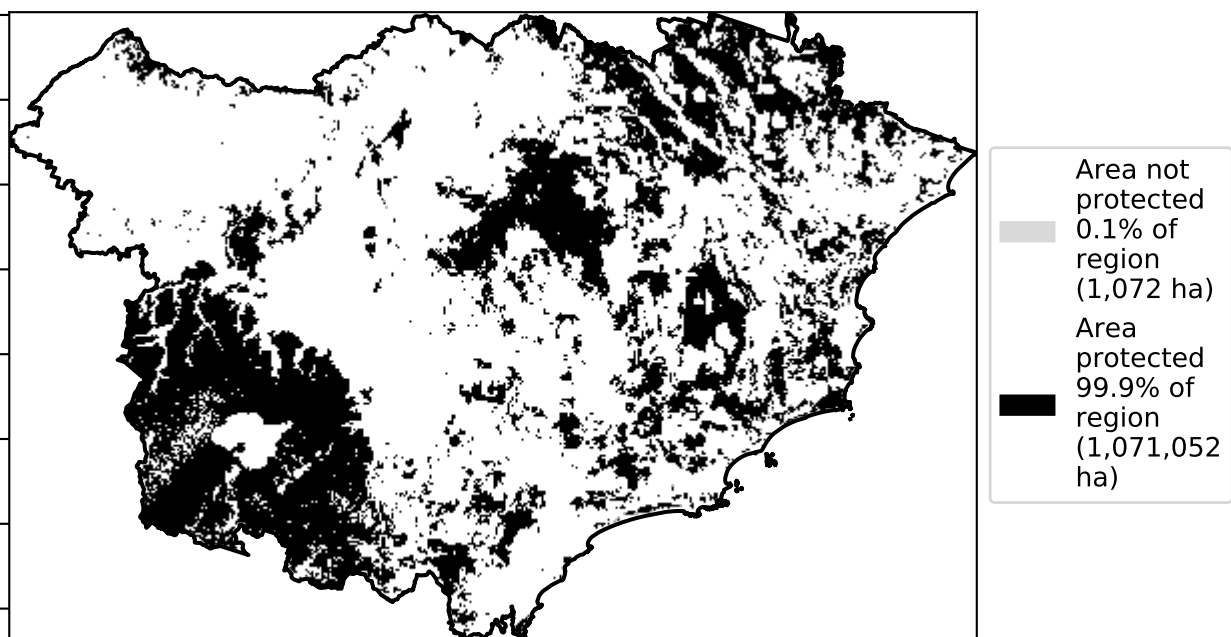 Area not
protected
0.1% of
region
(1,072 ha)
Area
protected
99.9% of
region
(1,071,052
ha)